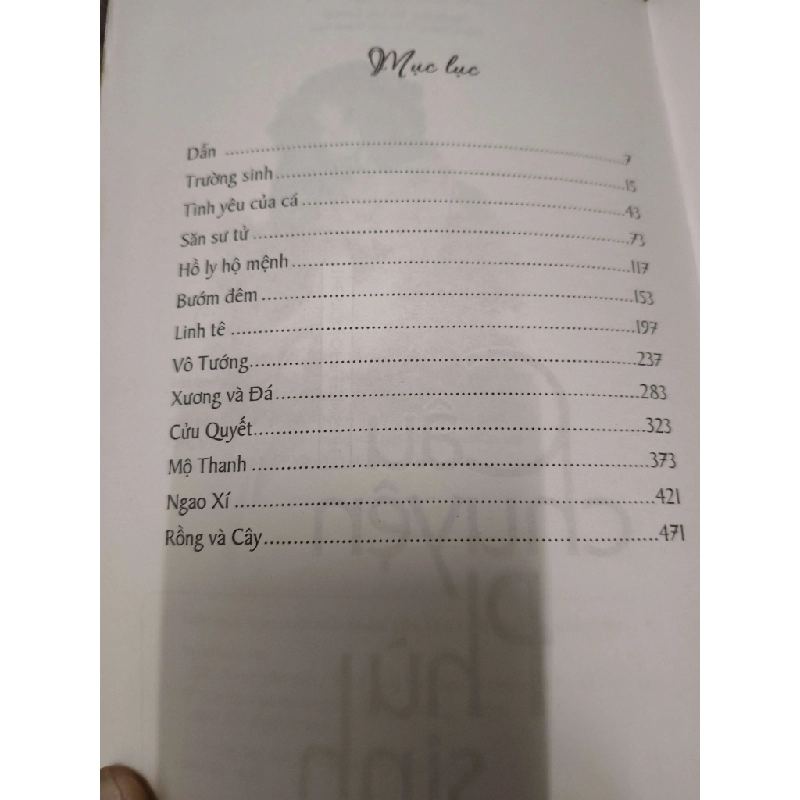 Mục lục
Dẫn ........ 7
Trường sinh ........ 15
Tình yêu của cá ........ 43
Săn sư tử ........ 73
Hồ ly hộ mệnh ........ 117
Bướm đêm ........ 153
Linh tê ........ 197
Vô Tướng ........ 237
Xương và Đá ........ 283
Cửu Quyết ........ 323
Mộ Thanh ........ 373
Ngao Xí ........ 421
Rồng và Cây ........ 471